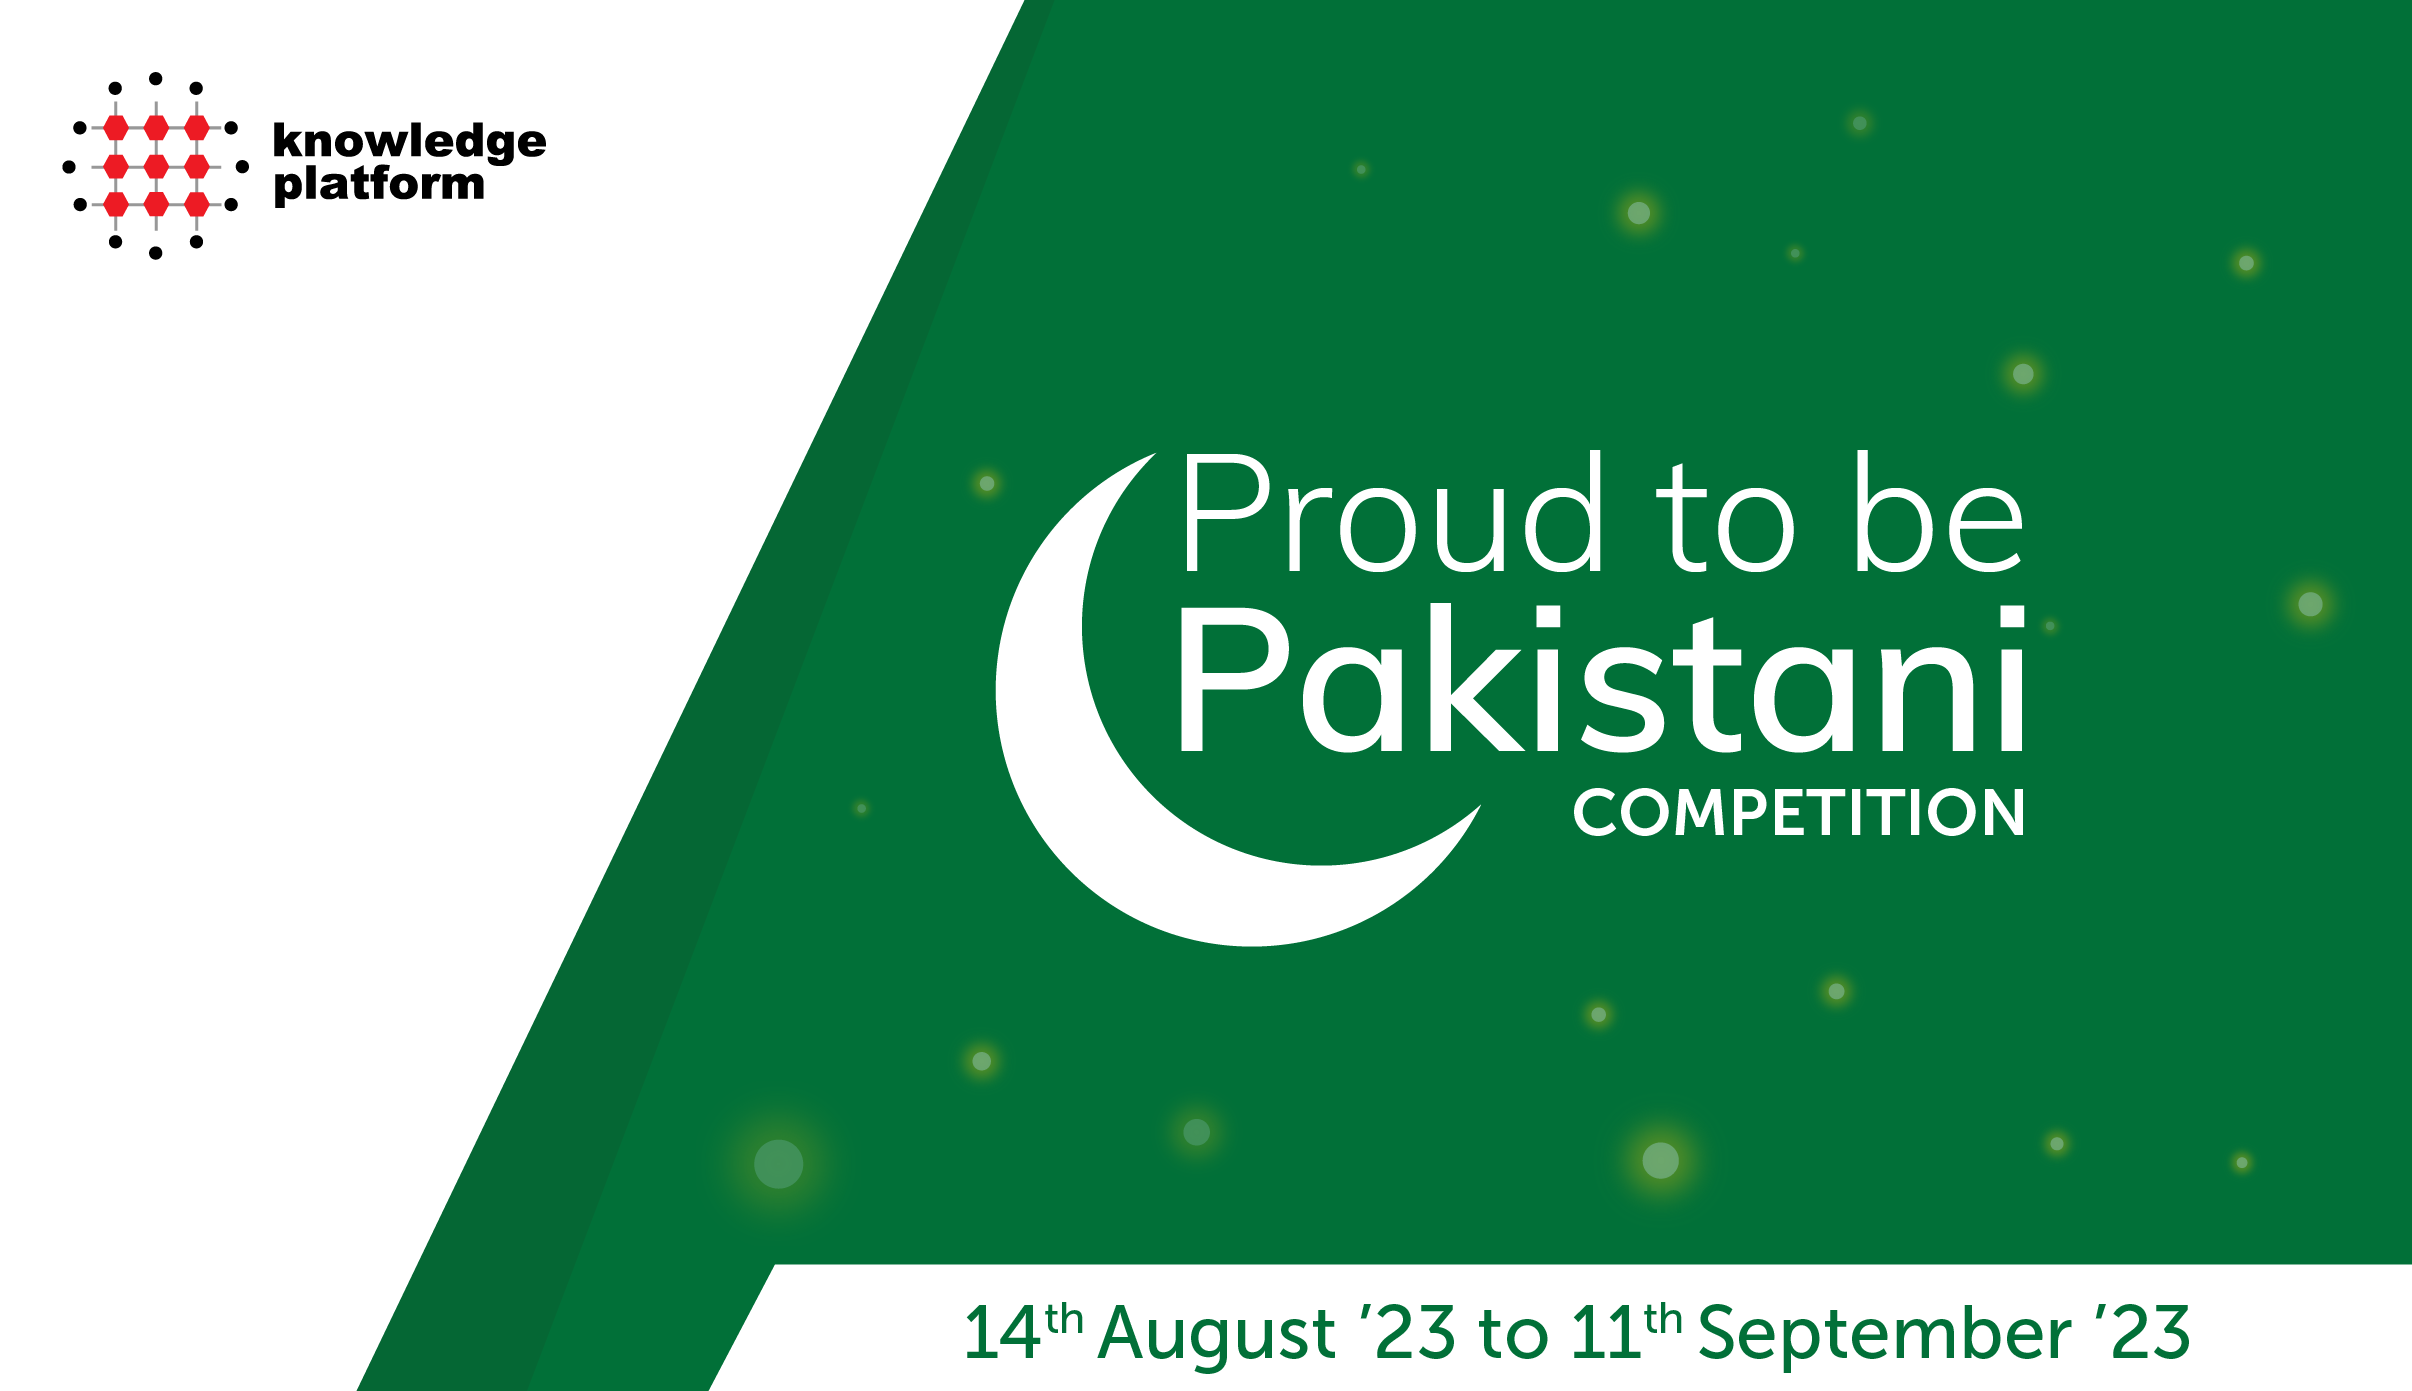 knowledge
platform
Proud to be
Pakistani
COMPETITION
14th August ’23 to 11th September ’23